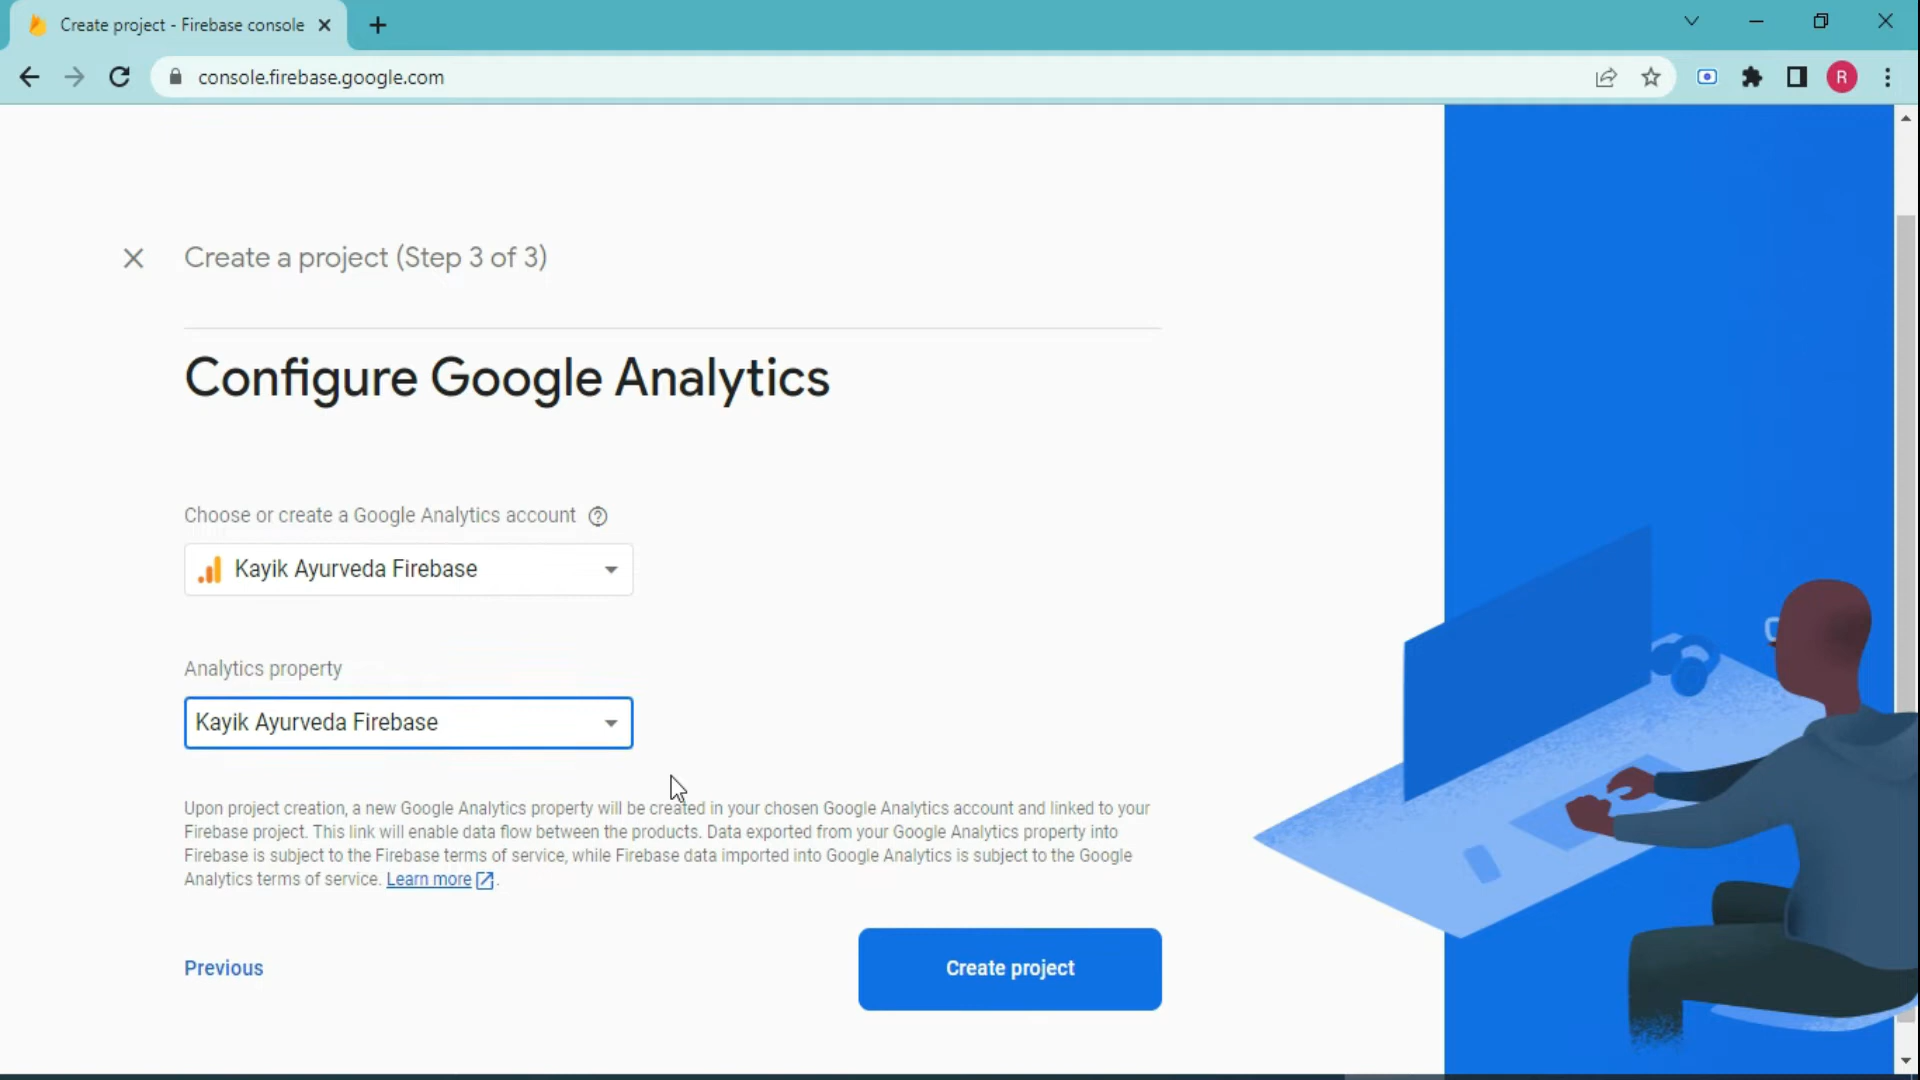 Create project - Firebase console
console.firebase.google.com
R
Create a project (Step 3 of 3)
Configure Google Analytics
Choose or create a Google Analytics account
Kayik Ayurveda Firebase
Analytics property
Kayik Ayurveda Firebase
Upon project creation, a new Google Analytics property will be created in your chosen Google Analytics account and linked to your
Firebase project. This link will enable data flow between the products. Data exported from your Google Analytics property into
Firebase is subject to the Firebase terms of service, while Firebase data imported into Google Analytics is subject to the Google
Analytics terms of service. Learn more.
Previous
Create project